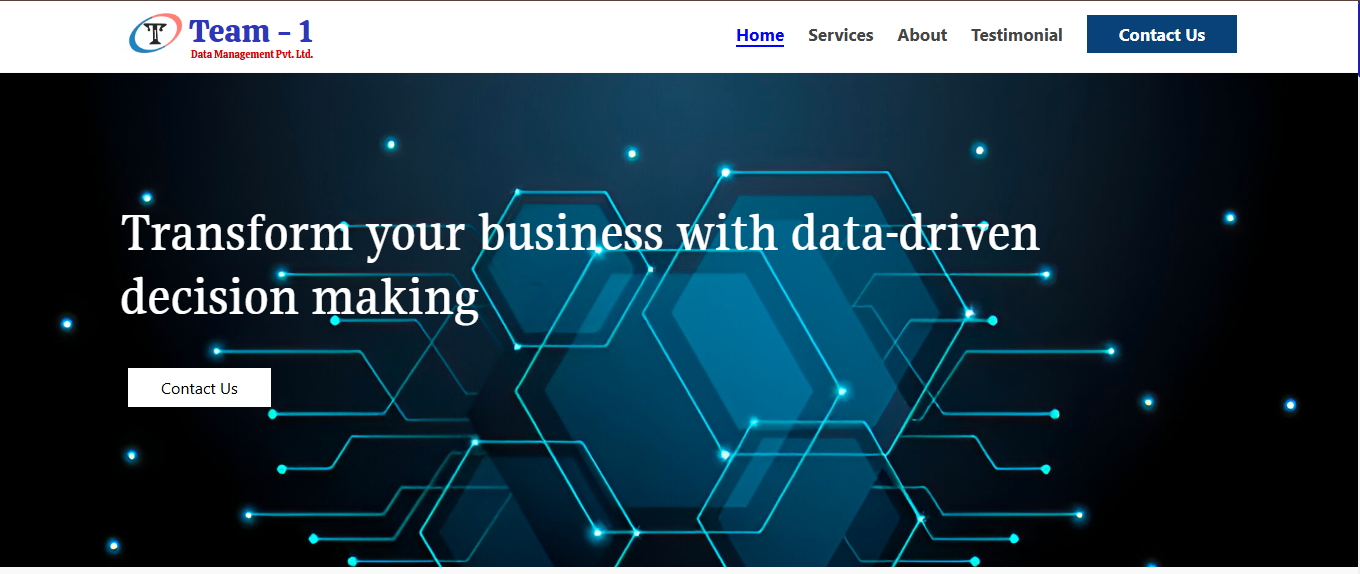 Team - 1
Data Management Pvt. Ltd.
Home Services About Testimonial Contact Us
Transform your business with data-driven
decision making
Contact Us